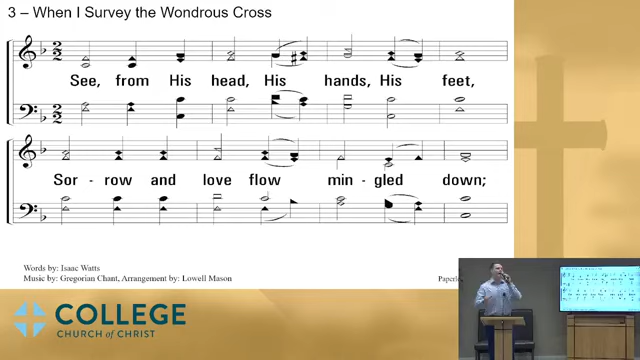 3 – When I Survey the Wondrous Cross
See, from His head, His hands, His feet,
Sor - row and love flow min - gled down;
Words by: Isaac Watts
Music by: Gregorian Chant, Arrangement by: Lowell Mason
COLLEGE
CHURCH of CHRIST